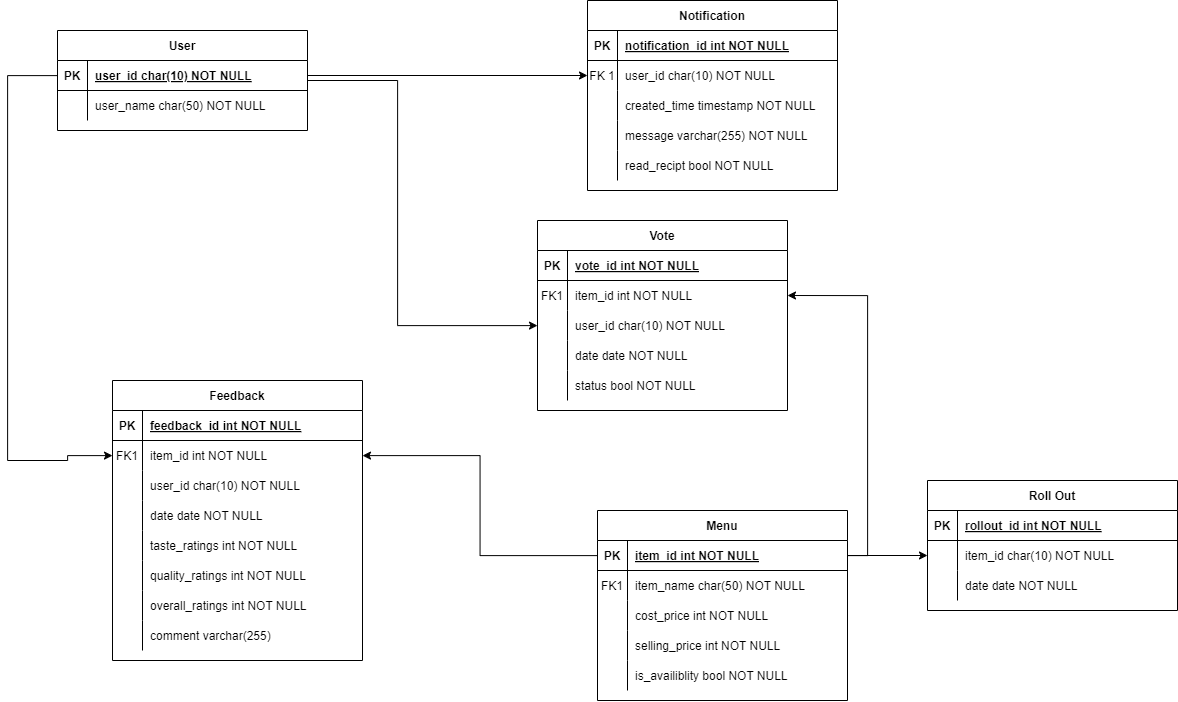 User
PK user_id char(10) NOT NULL
user_name char(50) NOT NULL
Notification
PK notification_id int NOT NULL
FK 1 user_id char(10) NOT NULL
created_time timestamp NOT NULL
message varchar(255) NOT NULL
read_recipt bool NOT NULL
Vote
PK vote_id int NOT NULL
FK1 item_id int NOT NULL
user_id char(10) NOT NULL
date date NOT NULL
status bool NOT NULL
Feedback
PK feedback_id int NOT NULL
FK1 item_id int NOT NULL
user_id char(10) NOT NULL
date date NOT NULL
taste_ratings int NOT NULL
quality_ratings int NOT NULL
overall_ratings int NOT NULL
comment varchar(255)
Menu
PK item_id int NOT NULL
FK1 item_name char(50) NOT NULL
cost_price int NOT NULL
selling_price int NOT NULL
is_availiblity bool NOT NULL
Roll Out
PK rollout_id int NOT NULL
item_id char(10) NOT NULL
date date NOT NULL